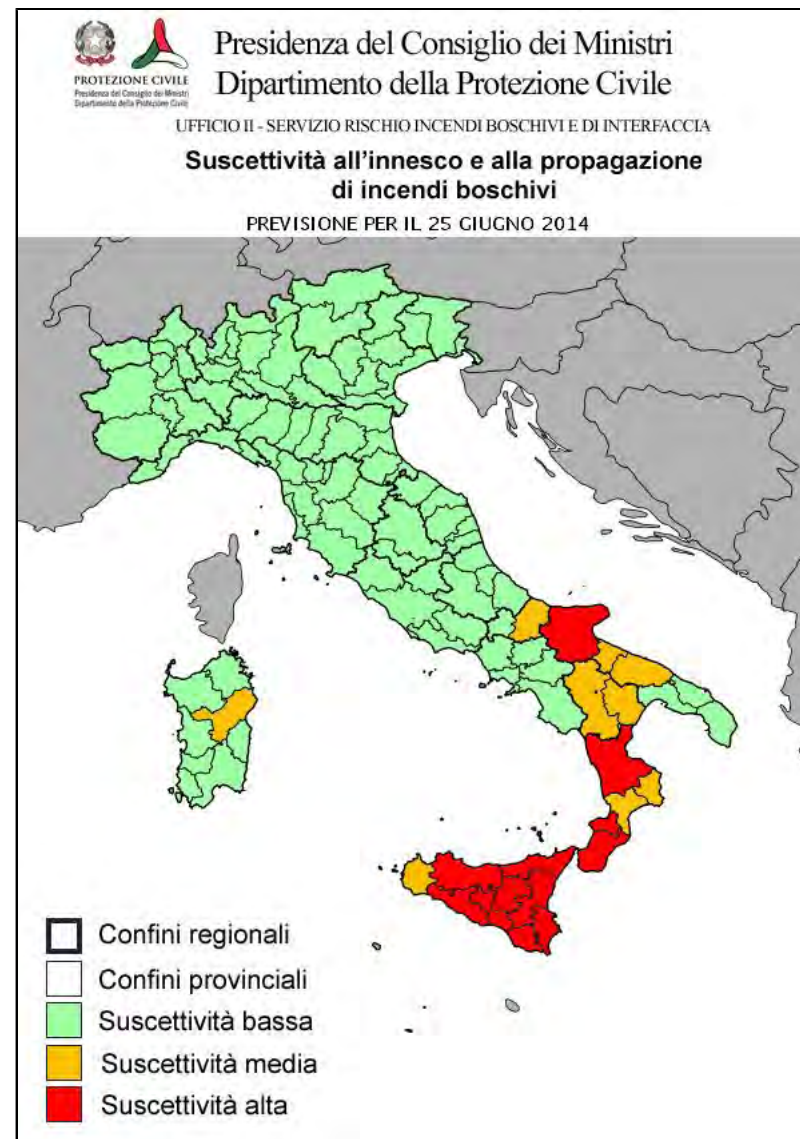 PROTEZIONE CIVILE
Presidenza del Consiglio dei Ministri
Dipartimento della Protezione Civile
Presidenza del Consiglio dei Ministri
Dipartimento della Protezione Civile
UFFICIO II - SERVIZIO RISCHIO INCENDI BOSCHIVI E DI INTERFACCIA
Suscettività all'innesco e alla propagazione
di incendi boschivi
PREVISIONE PER IL 25 GIUGNO 2014
Confini regionali
Confini provinciali
Suscettività bassa
Suscettività media
Suscettività alta